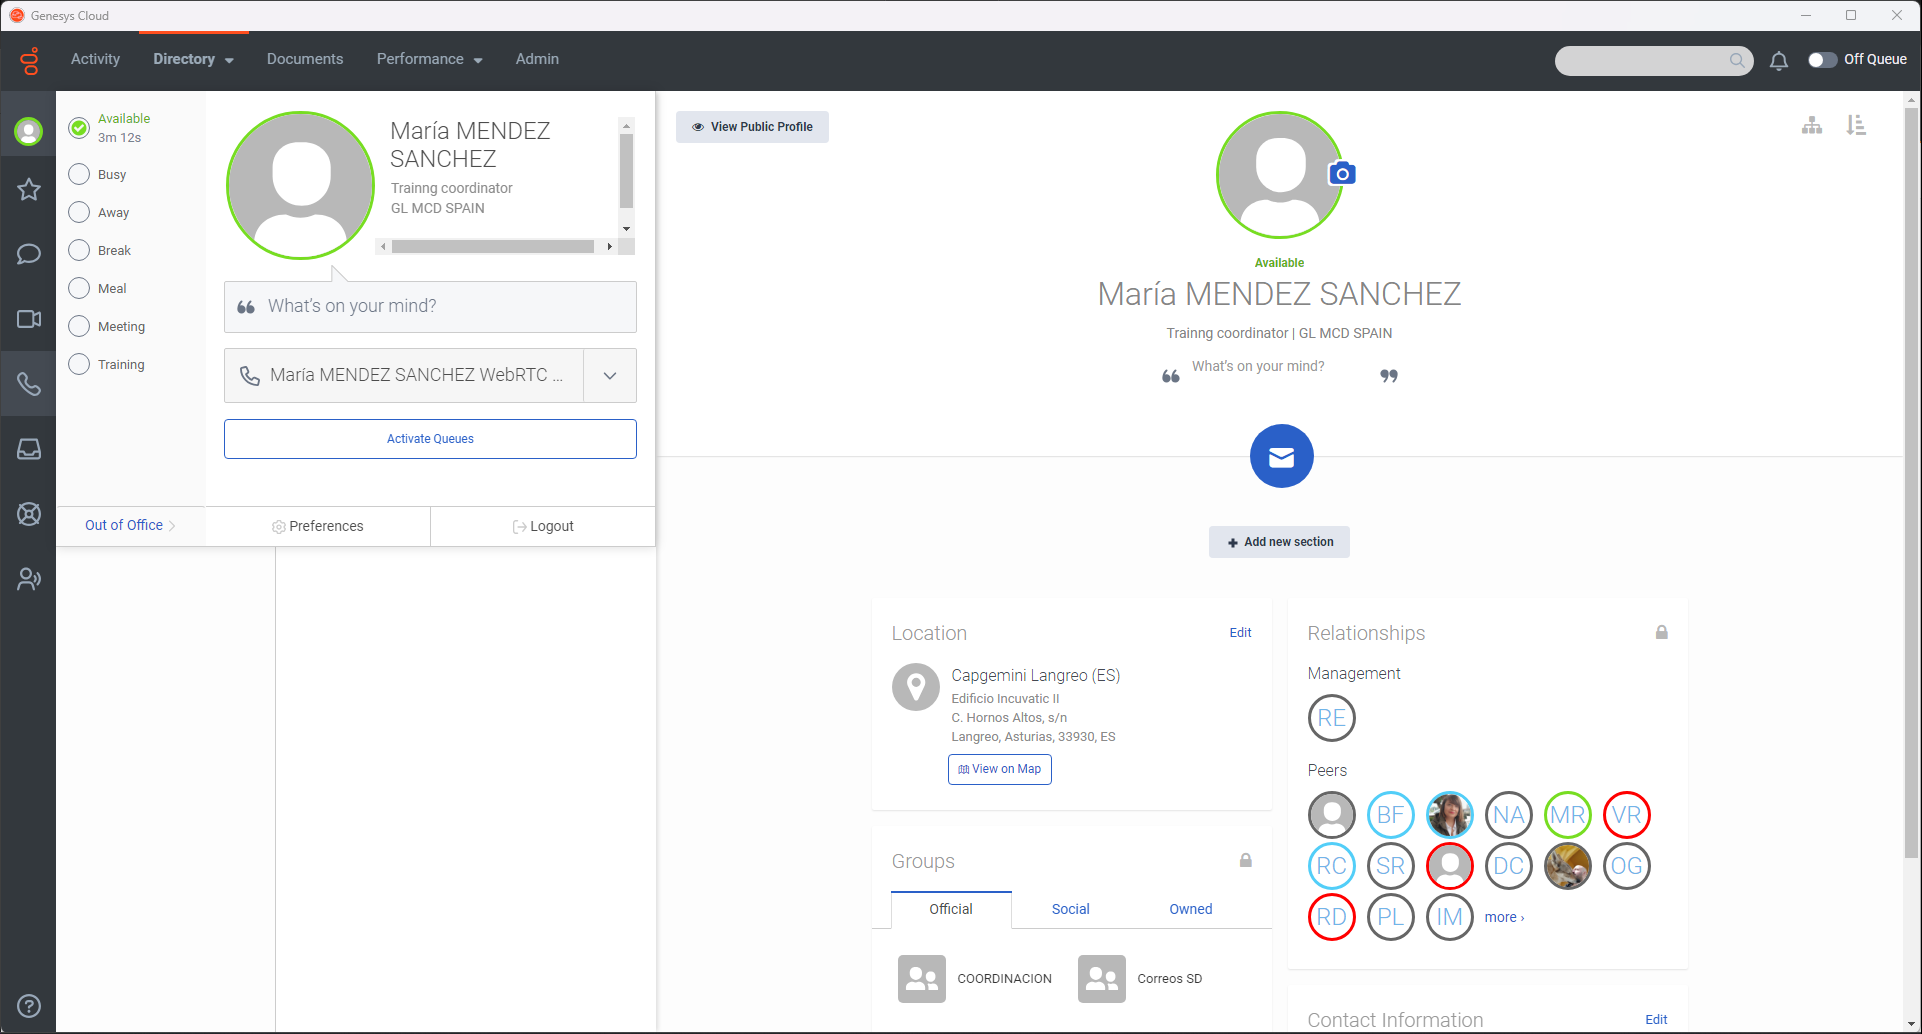 Genesys Cloud
Activity
Directory
Documents
Performance
Admin
Off Queue
Available
3m 12s
Busy
Away
Break
Meal
Meeting
Training
Out of Office
María MENDEZ
SANCHEZ
Trainng coordinator
GL MCD SPAIN
What's on your mind?
María MENDEZ SANCHEZ WebRTC ...
Activate Queues
Preferences
Logout
View Public Profile
Available
María MENDEZ SANCHEZ
Trainng coordinator | GL MCD SPAIN
What's on your mind?
Add new section
Location
Edit
Capgemini Langreo (ES)
Edificio Incuvatic II
C. Hornos Altos, s/n
Langreo, Asturias, 33930, ES
View on Map
Groups
Official
Social
Owned
COORDINACION
Correos SD
Relationships
Management
RE
Peers
BF
NA
MR
VR
RC
SR
DC
OG
RD
PL
IM
more ›
Contact Information
Edit